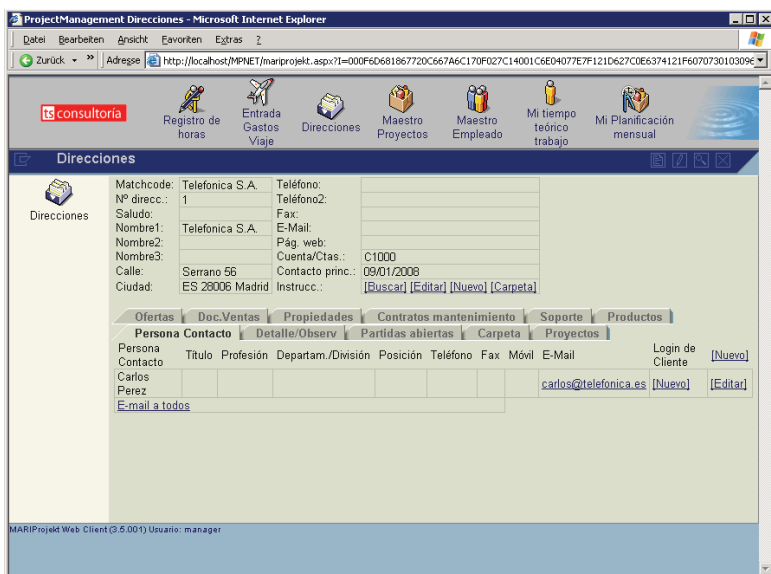 ProjectManagement Direcciones - Microsoft Internet Explorer
Datei Bearbeiten Ansicht Favoriten Extras ?
Zurück » Adresse http://localhost/MPNET/mariprojekt.aspx?I=
ts consultoría
Registro de horas
Entrada Gastos Viaje
Direcciones
Maestro Proyectos
Maestro Empleado
Mi tiempo teórico trabajo
Mi Planificación mensual
Direcciones
Direcciones
Matchcode: Telefonica S.A. Teléfono:
Nº direcc.: 1 Teléfono2:
Saludo: Fax:
Nombre1: Telefonica S.A. E-Mail:
Nombre2: Pág. web:
Nombre3: Cuenta/Ctas.: C1000
Calle: Serrano 56 Contacto princ.: 09/01/2008
Ciudad: ES 28006 Madrid Instrucc.: [Buscar] [Editar] [Nuevo] [Carpeta]
Ofertas Doc.Ventas Propiedades Contratos mantenimiento Soporte Productos
Persona Contacto Detalle/Observ Partidas abiertas Carpeta Proyectos
Persona Contacto Título Profesión Departam./División Posición Teléfono Fax Móvil E-Mail Login de Cliente [Nuevo]
Carlos Perez carlos@telefonica.es [Nuevo] [Editar]
E-mail a todos
MARIProjekt Web Client (3.5.001) Usuario: manager